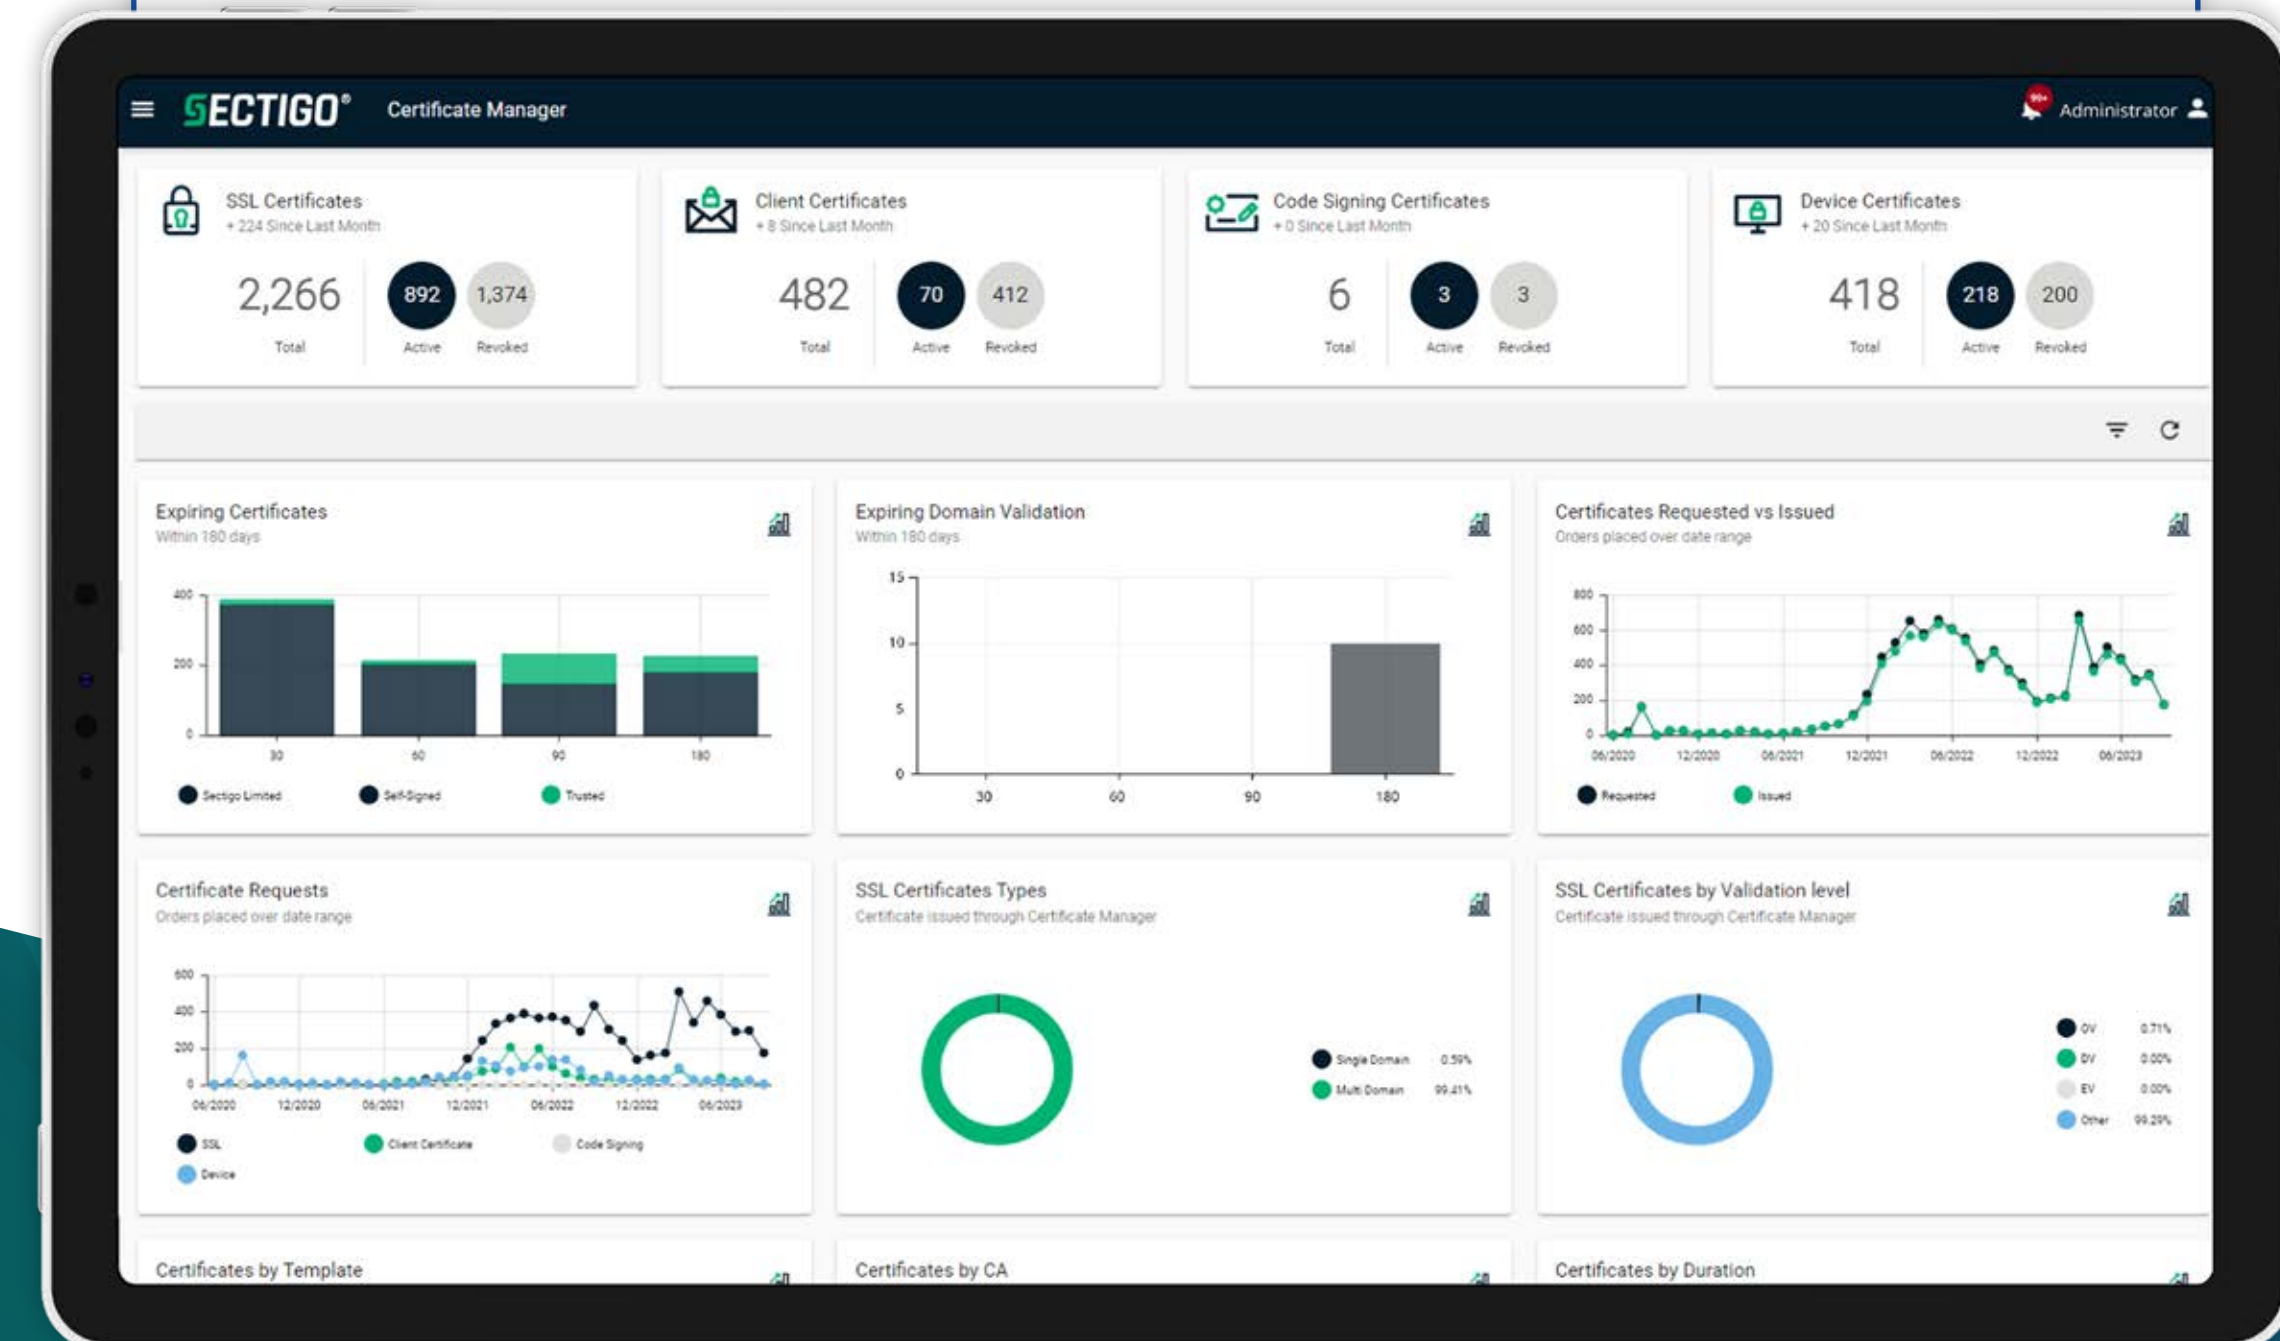 SECTIGO® Certificate Manager 99+ Administrator
SSL Certificates
+ 224 Since Last Month
2,266 892 1,374
Total Active Revoked
Client Certificates
+ 8 Since Last Month
482 70 412
Total Active Revoked
Code Signing Certificates
+ 0 Since Last Month
6 3 3
Total Active Revoked
Device Certificates
+ 20 Since Last Month
418 218 200
Total Active Revoked
Expiring Certificates
Within 180 days
400
200
0
30 60 90 180
Sectigo Limited Self-Signed Trusted
Expiring Domain Validation
Within 180 days
15
10
5
0
30 60 90 180
Certificates Requested vs Issued
Orders placed over date range
800
600
400
200
0
06/2020 12/2020 06/2021 12/2021 06/2022 12/2022 06/2023
Requested Issued
Certificate Requests
Orders placed over date range
600
400
200
0
06/2020 12/2020 06/2021 12/2021 06/2022 12/2022 06/2023
SSL Client Certificate Code Signing
Device
SSL Certificates Types
Certificate issued through Certificate Manager
Single Domain 0.59%
Multi Domain 99.41%
SSL Certificates by Validation level
Certificate issued through Certificate Manager
OV 0.71%
DV 0.00%
EV 0.00%
Other 99.29%
Certificates by Template
Certificates by CA
Certificates by Duration